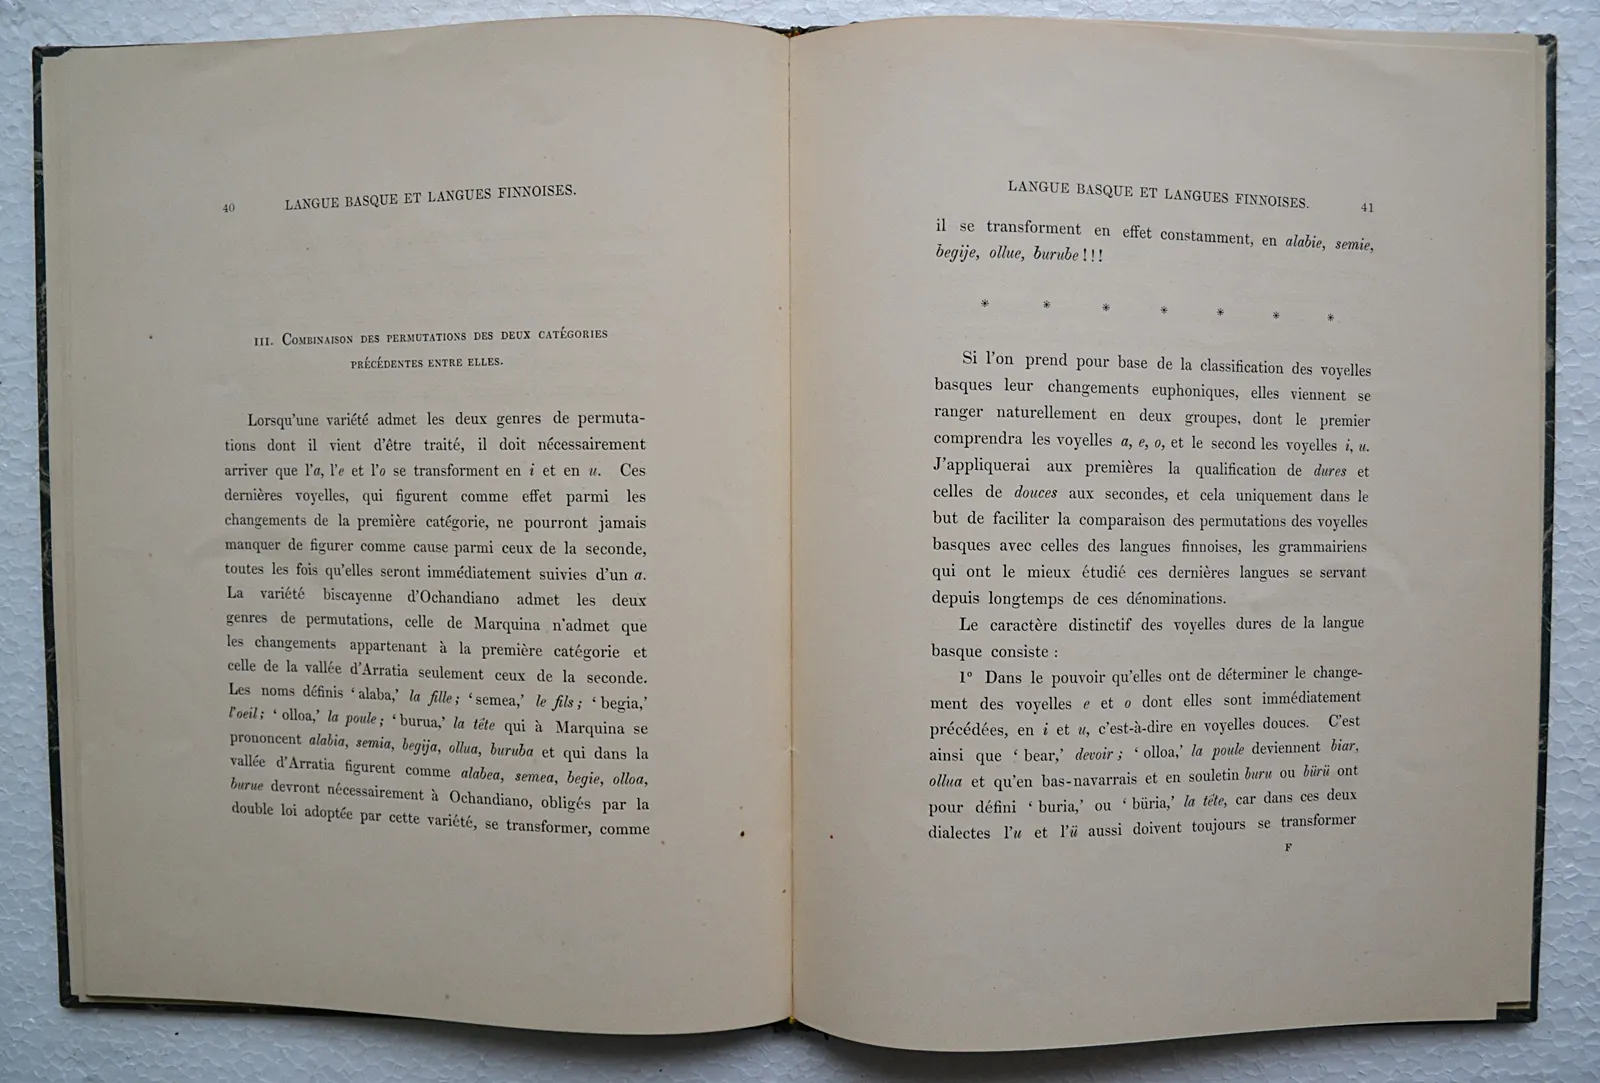 40 LANGUE BASQUE ET LANGUES FINNOISES.
III. COMBINAISON DES PERMUTATIONS DES DEUX CATÉGORIES
PRÉCÉDENTES ENTRE ELLES.
Lorsqu'une variété admet les deux genres de permuta-
tions dont il vient d'être traité, il doit nécessairement
arriver que l'a, l'e et l'o se transforment en i et en u. Ces
dernières voyelles, qui figurent comme effet parmi les
changements de la première catégorie, ne pourront jamais
manquer de figurer comme cause parmi ceux de la seconde,
toutes les fois qu'elles seront immédiatement suivies d'un a.
La variété biscayenne d'Ochandiano admet les deux
genres de permutations, celle de Marquina n'admet que
les changements appartenant à la première catégorie et
celle de la vallée d'Arratia seulement ceux de la seconde.
Les noms définis 'alaba,' la fille; 'semea,' le fils; 'begia,'
l'oeil; 'olloa,' la poule; 'burua,' la téte qui à Marquina se
prononcent alabia, semia, begija, ollua, buruba et qui dans la
vallée d'Arratia figurent comme alabea, semea, begie, olloa,
burue devront nécessairement à Ochandiano, obligés par la
double loi adoptée par cette variété, se transformer, comme
LANGUE BASQUE ET LANGUES FINNOISES. 41
il se transforment en effet constamment, en alabie, semie,
begije, ollue, burube!!!
* * * * * * *
Si l'on prend pour base de la classification des voyelles
basques leur changements euphoniques, elles viennent se
ranger naturellement en deux groupes, dont le premier
comprendra les voyelles a, e, o, et le second les voyelles i, u.
J'appliquerai aux premières la qualification de dures et
celles de douces aux secondes, et cela uniquement dans le
but de faciliter la comparaison des permutations des voyelles
basques avec celles des langues finnoises, les grammairiens
qui ont le mieux étudié ces dernières langues se servant
depuis longtemps de ces dénominations.
Le caractère distinctif des voyelles dures de la langue
basque consiste :
1° Dans le pouvoir qu'elles ont de déterminer le change-
ment des voyelles e et o dont elles sont immédiatement
précédées, en i et u, c'est-à-dire en voyelles douces. C'est
ainsi que 'bear,' devoir; 'olloa,' la poule deviennent biar,
ollua et qu'en bas-navarrais et en souletin buru ou bürü ont
pour défini 'buria,' ou 'büria,' la téte, car dans ces deux
dialectes l'u et l'ü aussi doivent toujours se transformer
F